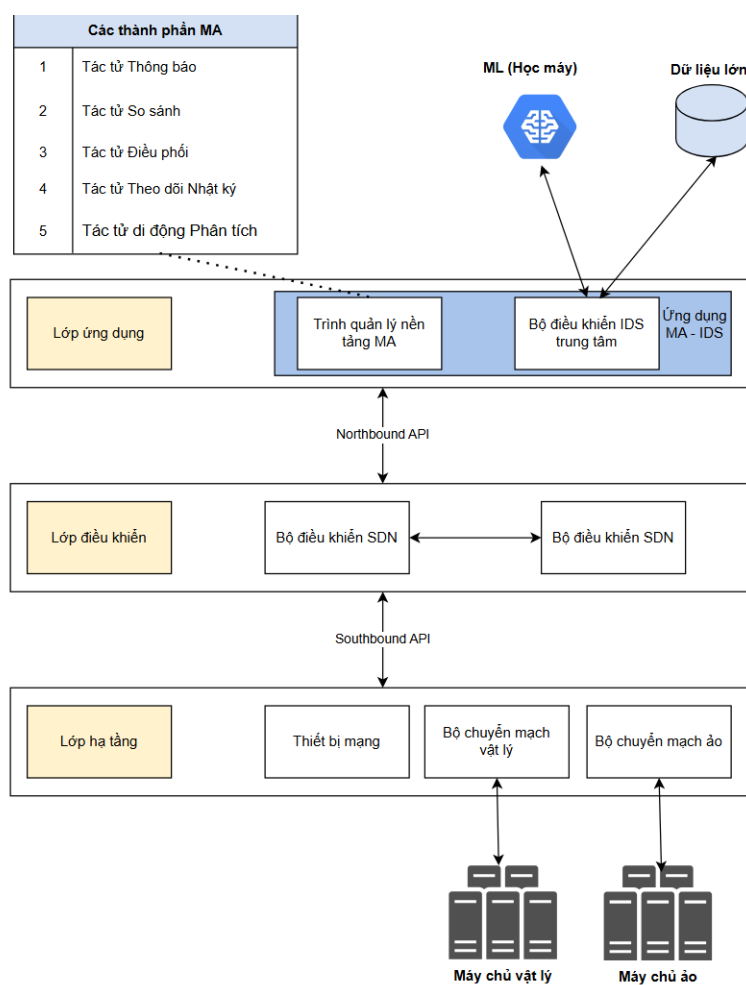 Các thành phần MA
1 Tác tử Thông báo
2 Tác tử So sánh
3 Tác tử Điều phối
4 Tác tử Theo dõi Nhật ký
5 Tác tử di động Phân tích
ML (Học máy)
Dữ liệu lớn
Lớp ứng dụng
Trình quản lý nền
tảng MA
Bộ điều khiển IDS
trung tâm
Ứng dụng
MA - IDS
Northbound API
Lớp điều khiển
Bộ điều khiển SDN
Bộ điều khiển SDN
Southbound API
Lớp hạ tầng
Thiết bị mạng
Bộ chuyển mạch
vật lý
Bộ chuyển mạch ảo
Máy chủ vật lý
Máy chủ ảo